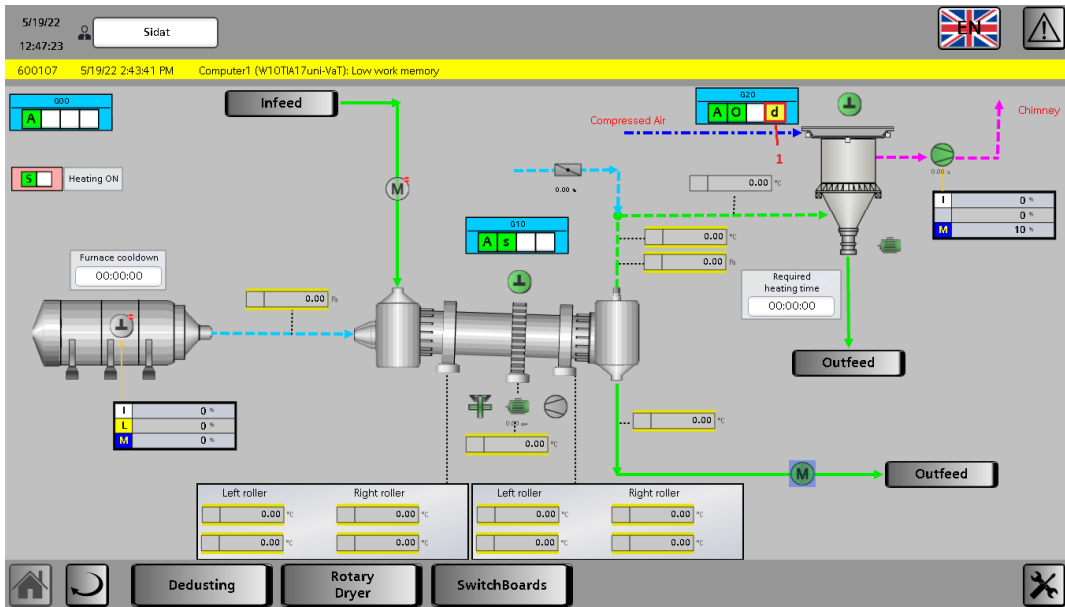 5/19/22
12:47:23
Sidat
EN
600107 5/19/22 2:43:41 PM Computer1 (W10TIA17uni-VaT): Low work memory
G00
A
Infeed
G20
A O d
1
Compressed Air
Chimney
S Heating ON
M
0.00 %
0.00 °C
0.00 %
I 0 %
0 %
M 10 %
G10
A s
0.00 °C
0.00 Pa
Furnace cooldown
00:00:00
0.00 Pa
Required
heating time
00:00:00
Outfeed
I 0 %
L 0 %
M 0 %
0.00
0.00 °C
0.00 °C
M
Outfeed
Left roller Right roller
0.00 °C 0.00 °C
0.00 °C 0.00 °C
Left roller Right roller
0.00 °C 0.00 °C
0.00 °C 0.00 °C
Dedusting
Rotary
Dryer
SwitchBoards